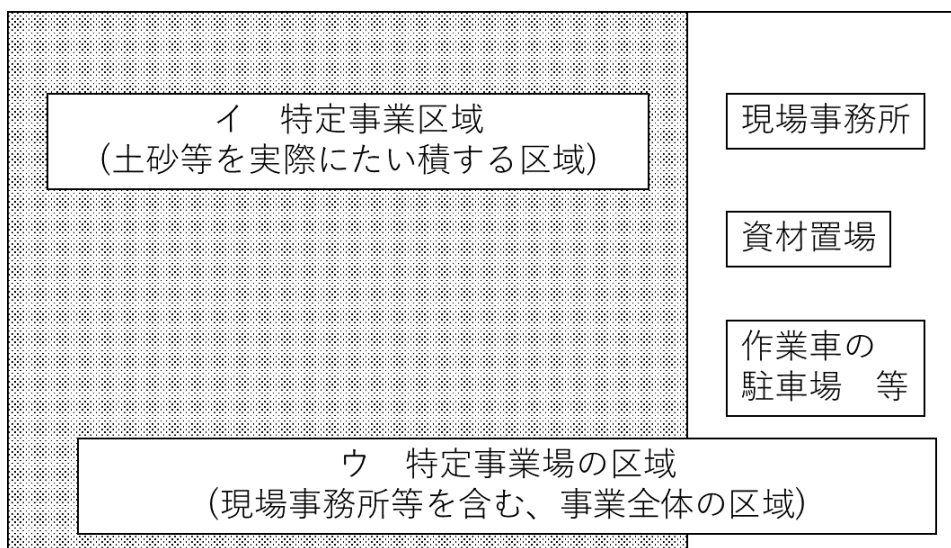 イ　特定事業区域
(土砂等を実際にたい積する区域)
現場事務所
資材置場
作業車の
駐車場　等
ウ　特定事業場の区域
(現場事務所等を含む、事業全体の区域)